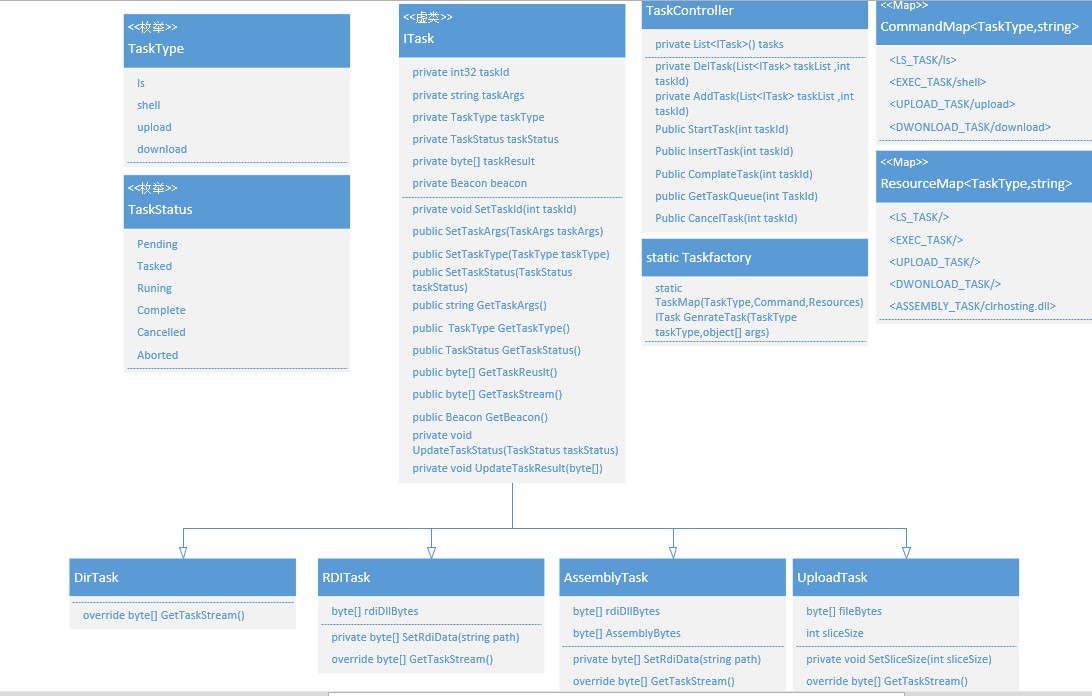 <<枚举>>
TaskType
ls
shell
upload
download
<<枚举>>
TaskStatus
Pending
Tasked
Runing
Complete
Cancelled
Aborted
<<虚类>>
ITask
private int32 taskId
private string taskArgs
private TaskType taskType
private TaskStatus taskStatus
private byte[] taskResult
private Beacon beacon
private void SetTaskId(int taskId)
public SetTaskArgs(TaskArgs taskArgs)
public SetTaskType(TaskType taskType)
public SetTaskStatus(TaskStatus
taskStatus)
public string GetTaskArgs()
public  TaskType GetTaskType()
public TaskStatus GetTaskStatus()
public byte[] GetTaskReuslt()
public byte[] GetTaskStream()
public Beacon GetBeacon()
private void
UpdateTaskStatus(TaskStatus taskStatus)
private void UpdateTaskResult(byte[])
TaskController
private List<ITask>() tasks
private DelTask(List<ITask> taskList ,int
taskId)
private AddTask(List<ITask> taskList ,int
taskId)
Public StartTask(int taskId)
Public InsertTask(int taskId)
Public ComplateTask(int taskId)
public GetTaskQueue(int TaskId)
Public CancelTask(int taskId)
static Taskfactory
static
TaskMap(TaskType,Command,Resources)
ITask GenrateTask(TaskType
taskType,object[] args)
<<Map>>
CommandMap<TaskType,string>
<LS_TASK/ls>
<EXEC_TASK/shell>
<UPLOAD_TASK/upload>
<DWONLOAD_TASK/download>
<<Map>>
ResourceMap<TaskType,string>
<LS_TASK/>
<EXEC_TASK/>
<UPLOAD_TASK/>
<DWONLOAD_TASK/>
<ASSEMBLY_TASK/clrhosting.dll>
DirTask
override byte[] GetTaskStream()
RDITask
byte[] rdiDllBytes
private byte[] SetRdiData(string path)
override byte[] GetTaskStream()
AssemblyTask
byte[] rdiDllBytes
byte[] AssemblyBytes
private byte[] SetRdiData(string path)
override byte[] GetTaskStream()
UploadTask
byte[] fileBytes
int sliceSize
private void SetSliceSize(int sliceSize)
override byte[] GetTaskStream()